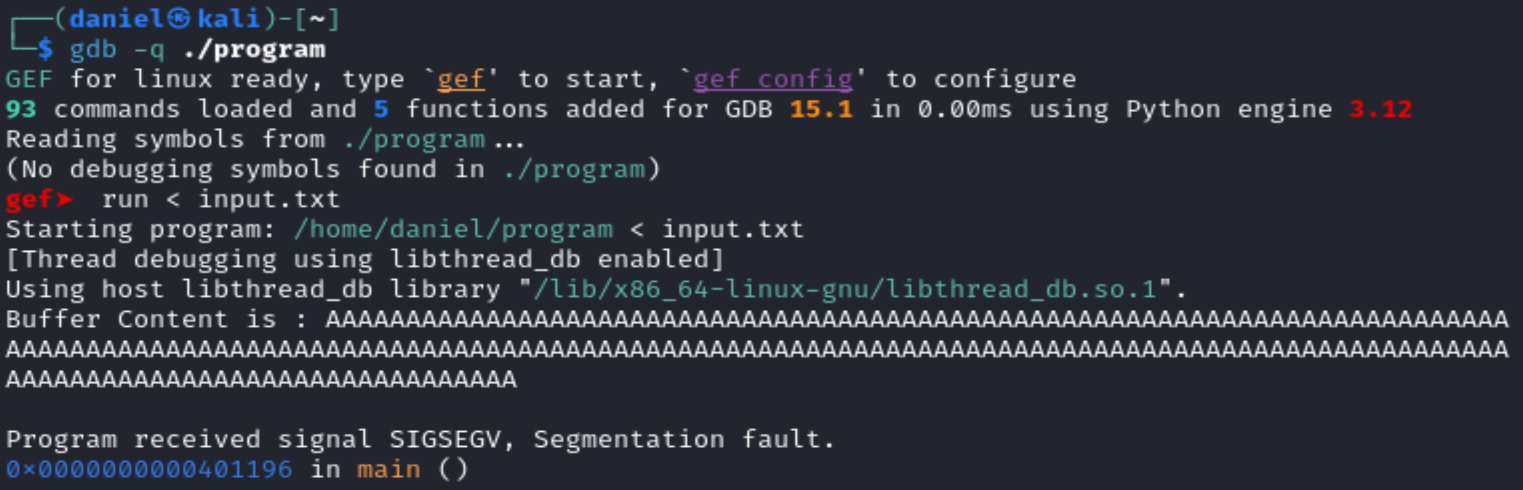 ┌──(daniel㉿kali)-[~]
└─$ gdb -q ./program
GEF for linux ready, type `gef' to start, `gef config' to configure
93 commands loaded and 5 functions added for GDB 15.1 in 0.00ms using Python engine 3.12
Reading symbols from ./program...
(No debugging symbols found in ./program)
gef➤  run < input.txt
Starting program: /home/daniel/program < input.txt
[Thread debugging using libthread_db enabled]
Using host libthread_db library "/lib/x86_64-linux-gnu/libthread_db.so.1".
Buffer Content is : AAAAAAAAAAAAAAAAAAAAAAAAAAAAAAAAAAAAAAAAAAAAAAAAAAAAAAAAAAAAAAAAAAAAAAAAAA
AAAAAAAAAAAAAAAAAAAAAAAAAAAAAAAAAAAAAAAAAAAAAAAAAAAAAAAAAAAAAAAAAAAAAAAAAAAAAAAAAAAAAAAAAAAAAA
AAAAAAAAAAAAAAAAAAAAAAAAAAAAAAAA
Program received signal SIGSEGV, Segmentation fault.
0x0000000000401196 in main ()